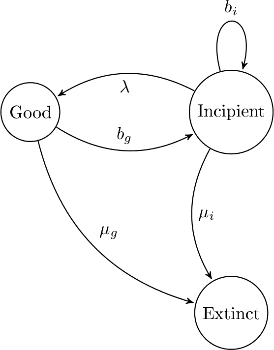 b_i
λ
Good
Incipient
b_g
μ_g
μ_i
Extinct